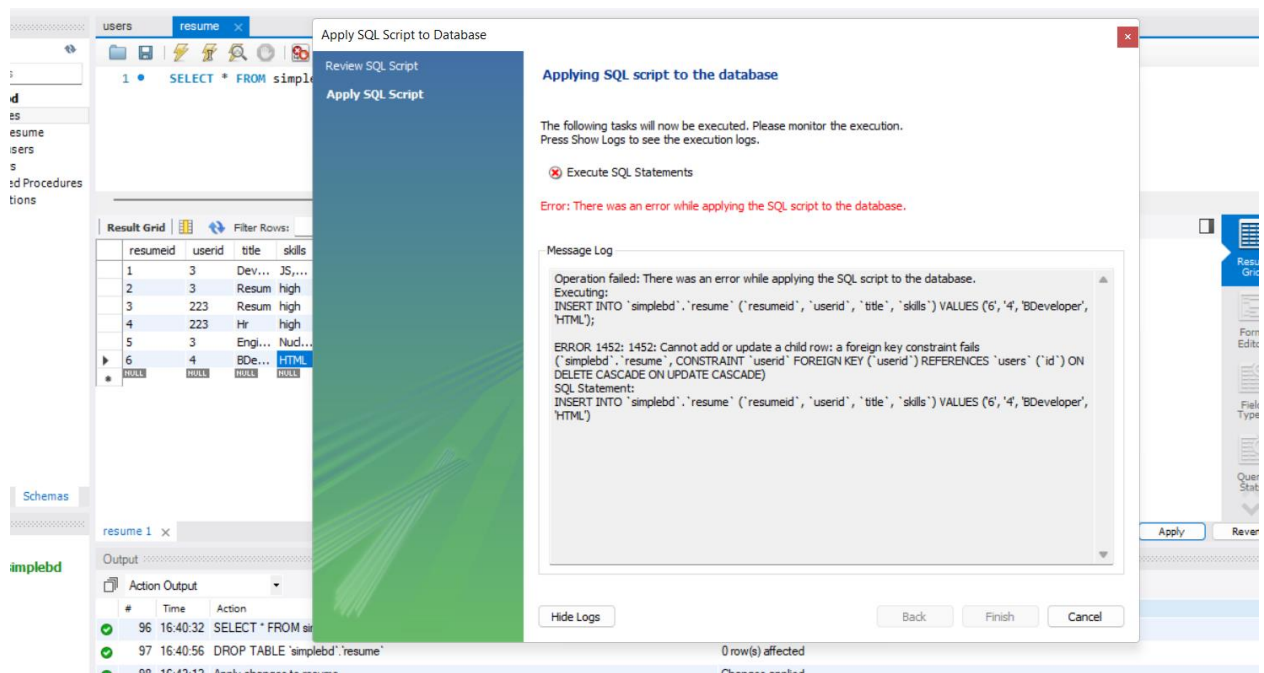 users resume
Apply SQL Script to Database
Review SQL Script
Apply SQL Script
1 SELECT * FROM simple
Applying SQL script to the database
The following tasks will now be executed. Please monitor the execution.
Press Show Logs to see the execution logs.
Execute SQL Statements
Error: There was an error while applying the SQL script to the database.
esume
sers
ed Procedures
tions
Schemas
simplebd
Result Grid Filter Rows:
resumeid userid title skills
1 3 Dev... JS,...
2 3 Resum high
3 223 Resum high
4 223 Hr high
5 3 Engi... Nucl...
6 4 BDe... HTML
NULL NULL NULL NULL
Message Log
Operation failed: There was an error while applying the SQL script to the database.
Executing:
INSERT INTO `simplebd`.`resume` (`resumeid`, `userid`, `title`, `skills`) VALUES ('6', '4', 'BDeveloper',
'HTML');
ERROR 1452: 1452: Cannot add or update a child row: a foreign key constraint fails
(`simplebd`.`resume`, CONSTRAINT `userid` FOREIGN KEY (`userid`) REFERENCES `users` (`id`) ON
DELETE CASCADE ON UPDATE CASCADE)
SQL Statement:
INSERT INTO `simplebd`.`resume` (`resumeid`, `userid`, `title`, `skills`) VALUES ('6', '4', 'BDeveloper',
'HTML')
Resu
Grid
Form
Edito
Field
Type
Quer
Stat
resume 1
Apply Rever
Hide Logs Back Finish Cancel
Output
Action Output
# Time Action
96 16:40:32 SELECT * FROM sim
97 16:40:56 DROP TABLE `simplebd`.`resume` 0 row(s) affected